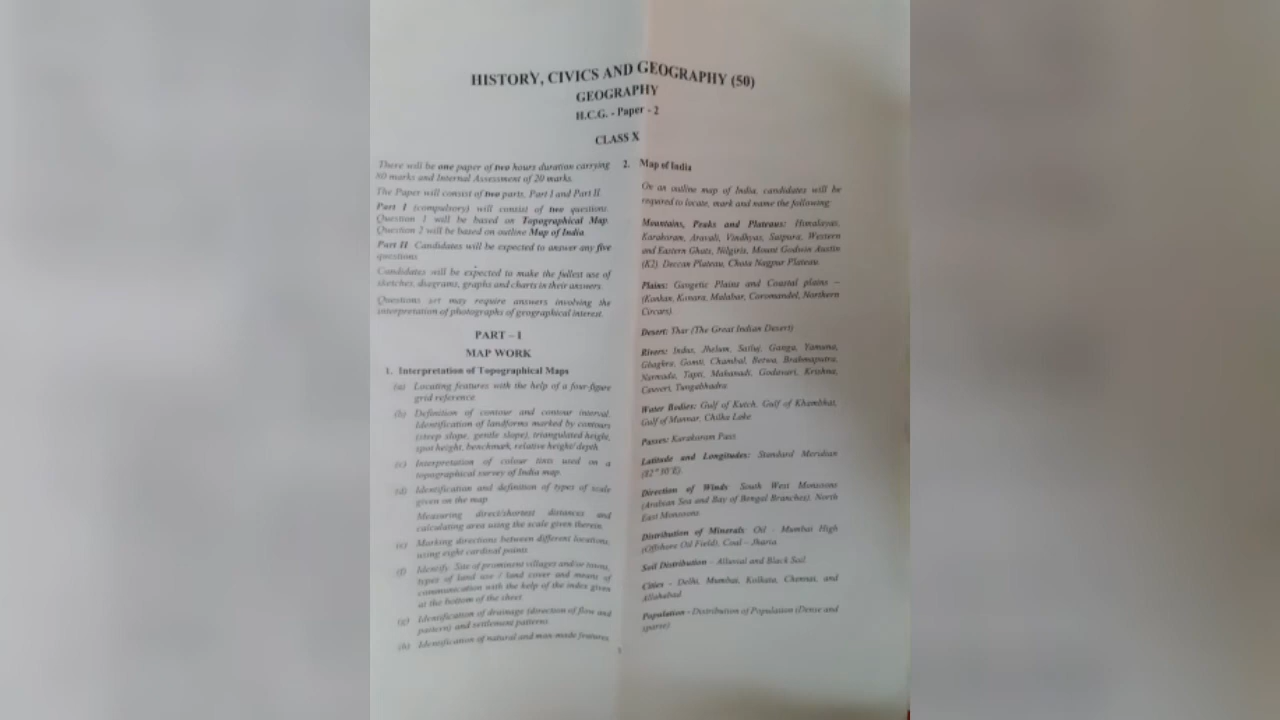 HISTORY, CIVICS AND GEOGRAPHY (50)
GEOGRAPHY
H.C.G. - Paper - 2
CLASS X
There will be one paper of two hours duration carrying
80 marks and Internal Assessment of 20 marks.
The Paper will consist of two parts, Part I and Part II.
Part I (compulsory) will consist of two questions.
Question 1 will be based on Topographical Map.
Question 2 will be based on outline Map of India.
Part II. Candidates will be expected to answer any five
questions.
Candidates will be expected to make the fullest use of
sketches, diagrams, graphs and charts in their answers.
Questions set may require answers involving the
interpretation of photographs of geographical interest.
PART – I
MAP WORK
1. Interpretation of Topographical Maps
(a) Locating features with the help of a four figure
grid reference.
(b) Definition of contour and contour interval.
Identification of landforms marked by contours
(steep slope, gentle slope), triangulated height,
spot height, benchmark, relative height/ depth.
(c) Interpretation of colour tints used on a
topographical survey of India map.
(d) Identification and definition of types of scale
given on the map.
Measuring direct/shortest distances and
calculating area using the scale given therein.
(e) Marking directions between different locations,
using eight cardinal points.
(f) Identify: Site of prominent villages and/or towns,
types of land use / land cover and means of
communication with the help of the index given
at the bottom of the sheet.
(g) Identification of drainage (direction of flow and
pattern) and settlement patterns.
(h) Identification of natural and man made features.
2. Map of India
On an outline map of India, candidates will be
required to locate, mark and name the following:
Mountains, Peaks and Plateaus: Himalayas,
Karakoram, Aravali, Vindhyas, Satpura, Western
and Eastern Ghats, Nilgiris, Mount Godwin Austin
(K2). Deccan Plateau, Chota Nagpur Plateau.
Plains: Gangetic Plains and Coastal plains –
(Konkan, Kanara, Malabar, Coromandel, Northern
Circars).
Desert: Thar (The Great Indian Desert)
Rivers: Indus, Jhelum, Satluj, Ganga, Yamuna,
Ghaghra, Gomti, Chambal, Betwa, Brahmaputra,
Narmada, Tapti, Mahanadi, Godavari, Krishna,
Cauveri, Tungabhadra.
Water Bodies: Gulf of Kutch, Gulf of Khambhat,
Gulf of Mannar, Chilka Lake
Passes: Karakoram Pass.
Latitude and Longitudes: Standard Meridian
(82° 30'E).
Direction of Winds: South West Monsoons
(Arabian Sea and Bay of Bengal Branches), North
East Monsoons.
Distribution of Minerals: Oil - Mumbai High
(Offshore Oil Field), Coal – Jharia.
Soil Distribution – Alluvial and Black Soil.
Cities - Delhi, Mumbai, Kolkata, Chennai, and
Allahabad.
Population - Distribution of Population (Dense and
sparse)